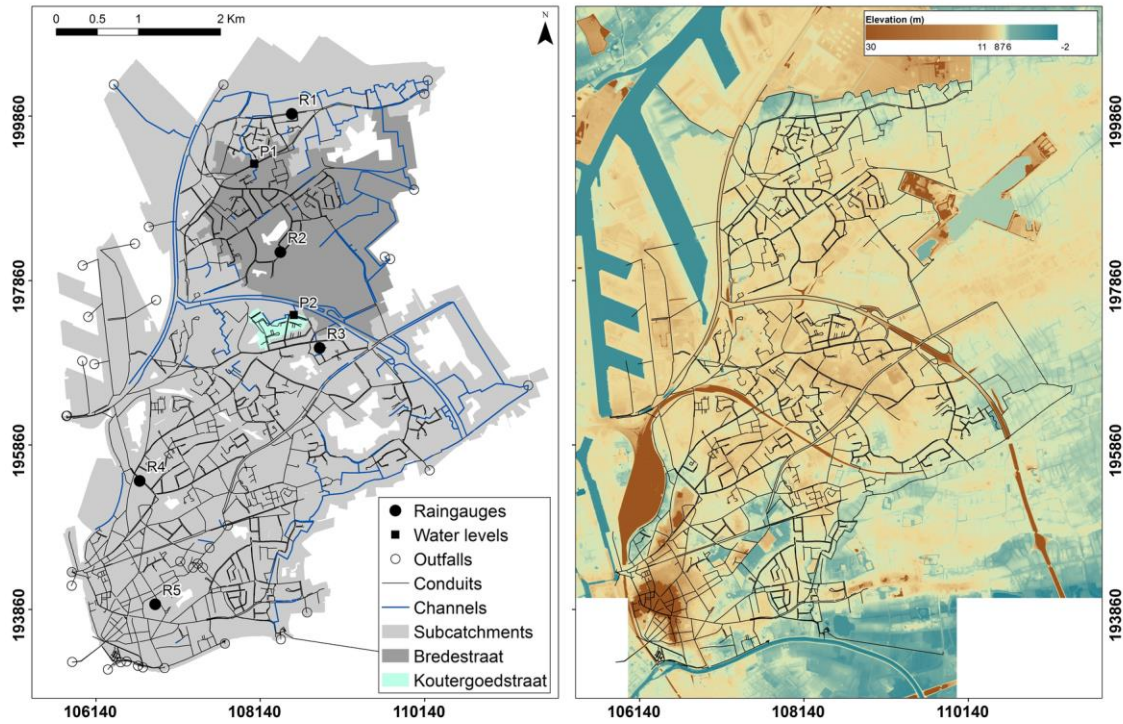 0 0.5 1 2 Km
N
R1
P1
R2
P2
R3
R4
R5
Raingauges
Water levels
Outfalls
Conduits
Channels
Subcatchments
Bredestraat
Koutergoedstraat
199860
197860
195860
193860
106140 108140 110140
Elevation (m)
30 11 8 7 6 -2
199860
197860
195860
193860
106140 108140 110140